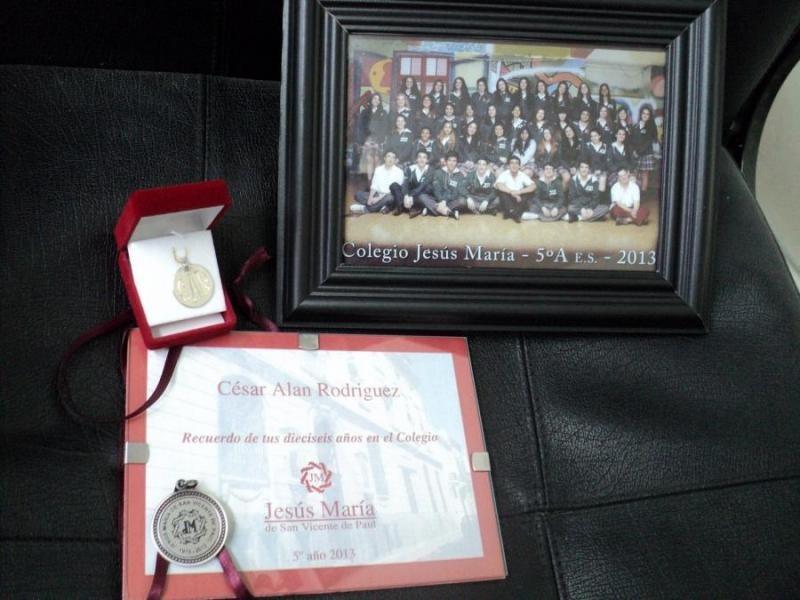 Colegio Jesús María - 5ºA E.S. - 2013
César Alan Rodriguez
Recuerdo de tus dieciseis años en el Colegio
JM
Jesús María
de San Vicente de Paul
5º año 2013
JM